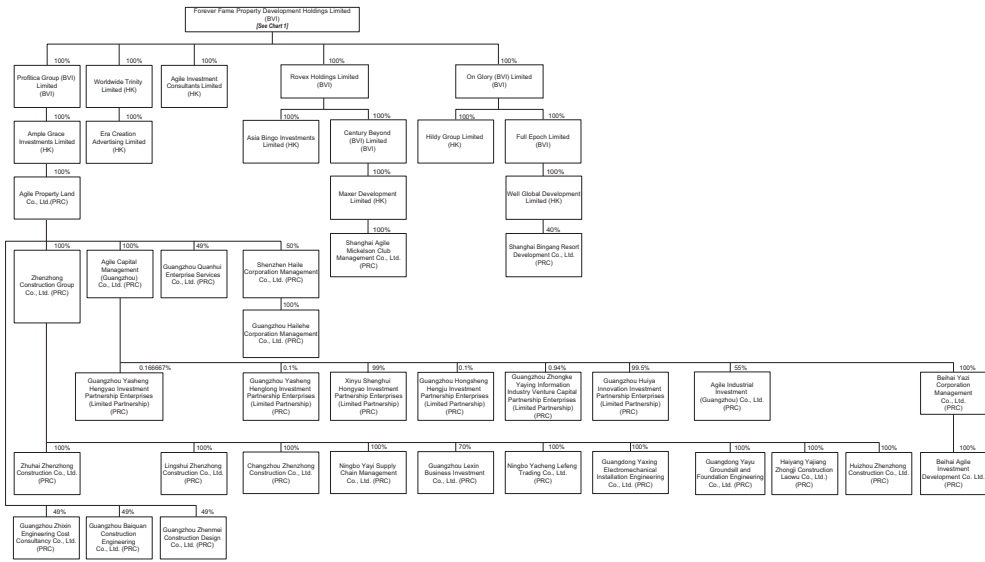 Forever Fame Property Development Holdings Limited
(BVI)
[See Chart 1]
100%
100%
100%
100%
100%
Profitica Group (BVI)
Limited
(BVI)
Worldwide Trinity
Limited (HK)
Agile Investment
Consultants Limited
(HK)
Rovex Holdings Limited
(BVI)
On Glory (BVI) Limited
(BVI)
100%
100%
100%
100%
100%
100%
Ample Grace
Investments Limited
(HK)
Era Creation
Advertising Limited
(HK)
Asia Bingo Investments
Limited (HK)
Century Beyond
(BVI) Limited
(BVI)
Hildy Group Limited
(HK)
Full Epoch Limited
(BVI)
100%
100%
100%
Agile Property Land
Co., Ltd.(PRC)
Maxer Development
Limited (HK)
Well Global Development
Limited (HK)
100%
40%
Shanghai Agile
Mickelson Club
Management Co., Ltd.
(PRC)
Shanghai Bingang Resort
Development Co., Ltd.
(PRC)
100%
100%
49%
50%
Zhenzhong
Construction Group
Co., Ltd. (PRC)
Agile Capital
Management
(Guangzhou)
Co., Ltd. (PRC)
Guangzhou Quanhui
Enterprise Services
Co., Ltd. (PRC)
Shenzhen Haile
Corporation Management
Co., Ltd. (PRC)
100%
Guangzhou Hailehe
Corporation Management
Co., Ltd. (PRC)
0.166667%
0.1%
99%
0.1%
0.94%
99.5%
55%
100%
Guangzhou Yasheng
Hengyao Investment
Partnership Enterprises
(Limited Partnership)
(PRC)
Guangzhou Yasheng
Henglong Investment
Partnership Enterprises
(Limited Partnership)
(PRC)
Xinyu Shenghui
Hongyao Investment
Partnership Enterprises
(Limited Partnership)
(PRC)
Guangzhou Hongsheng
Hengju Investment
Partnership Enterprises
(Limited Partnership)
(PRC)
Guangzhou Zhongke
Yaying Information
Industry Venture Capital
Partnership Enterprises
(Limited Partnership)
(PRC)
Guangzhou Huiya
Innovation Investment
Partnership Enterprises
(Limited Partnership)
(PRC)
Agile Industrial
Investment
(Guangzhou) Co., Ltd.
(PRC)
Beihai Yazi
Corporation
Management
Co., Ltd.
(PRC)
100%
100%
100%
100%
70%
100%
100%
100%
100%
100%
100%
Zhuhai Zhenzhong
Construction Co., Ltd.
(PRC)
Lingshui Zhenzhong
Construction Co., Ltd.
(PRC)
Changzhou Zhenzhong
Construction Co., Ltd.
(PRC)
Ningbo Yayi Supply
Chain Management
Co., Ltd. (PRC)
Guangzhou Lexin
Business Investment
Co., Ltd. (PRC)
Ningbo Yacheng Lefeng
Trading Co., Ltd.
(PRC)
Guangdong Yaxing
Electromechanical
Installation Engineering
Co., Ltd. (PRC)
Guangdong Yayu
Groundsill and
Foundation Engineering
Co., Ltd. (PRC)
Haiyang Yajiang
Zhongji Construction
Laowu Co., Ltd.)
(PRC)
Huizhou Zhenzhong
Construction Co., Ltd.
(PRC)
Beihai Agile
Investment
Development Co. Ltd.
(PRC)
49%
49%
49%
Guangzhou Zhixin
Engineering Cost
Consultancy Co., Ltd.
(PRC)
Guangzhou Baiquan
Construction
Engineering
Co., Ltd. (PRC)
Guangzhou Zhenmei
Construction Design
Co., Ltd. (PRC)